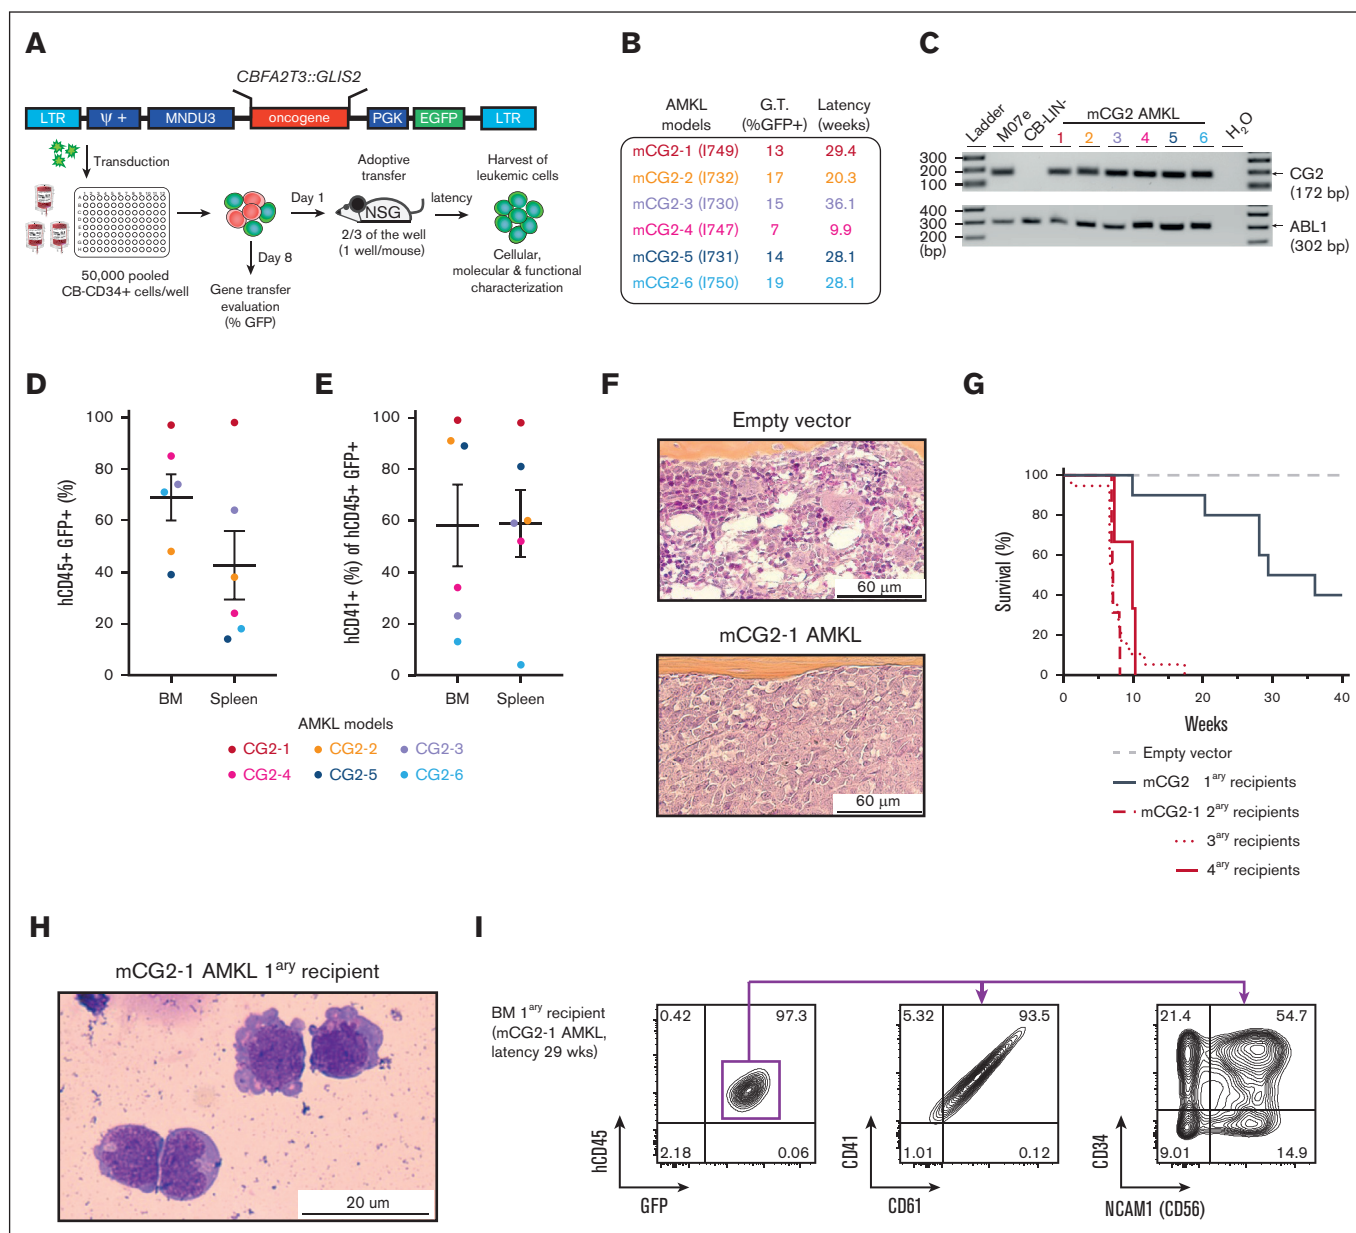 A
CBFA2T3::GLIS2
LTR ψ + MNDU3 oncogene PGK EGFP LTR
Transduction
50,000 pooled
CB-CD34+ cells/well
Day 1
Day 8
Gene transfer
evaluation
(% GFP)
Adoptive
transfer
NSG
2/3 of the well
(1 well/mouse)
latency
Harvest of
leukemic cells
Cellular,
molecular & functional
characterization
B
AMKL models G.T. (%GFP+) Latency (weeks)
mCG2-1 (I749) 13 29.4
mCG2-2 (I732) 17 20.3
mCG2-3 (I730) 15 36.1
mCG2-4 (I747) 7 9.9
mCG2-5 (I731) 14 28.1
mCG2-6 (I750) 19 28.1
C
Ladder M07e CB-LIN- mCG2 AMKL H2O
1 2 3 4 5 6
300
200
100
CG2
(172 bp)
400
300
200
(bp)
ABL1
(302 bp)
D
hCD45+ GFP+ (%)
100
80
60
40
20
0
BM Spleen
E
hCD41+ (%) of hCD45+ GFP+
100
80
60
40
20
0
BM Spleen
AMKL models
CG2-1 CG2-2 CG2-3
CG2-4 CG2-5 CG2-6
F
Empty vector
60 μm
mCG2-1 AMKL
60 μm
G
Survival (%)
100
80
60
40
20
0
0 10 20 30 40
Weeks
Empty vector
mCG2 1ary recipients
mCG2-1 2ary recipients
3ary recipients
4ary recipients
H
mCG2-1 AMKL 1ary recipient
20 um
I
BM 1ary recipient
(mCG2-1 AMKL,
latency 29 wks)
0.42 97.3
2.18 0.06
hCD45
GFP
5.32 93.5
1.01 0.12
CD41
CD61
21.4 54.7
9.01 14.9
CD34
NCAM1 (CD56)